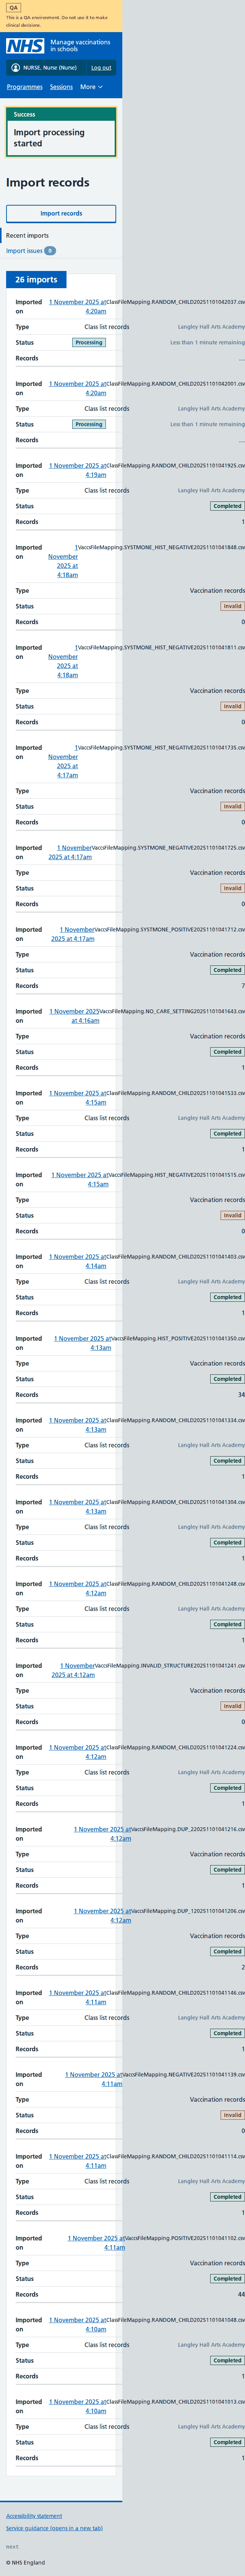 QA
This is a QA environment. Do not use it to make
clinical decisions.
NHS
Manage vaccinations
in schools
NURSE, Nurse (Nurse)
Log out
Programmes
Sessions
More
Success
Import processing
started
Import records
Import records
Recent imports
Import issues 0
26 imports
Imported on
1 November 2025 at 4:20am
ClassFileMapping.RANDOM_CHILD20251101042037.csv
Type Class list records Langley Hall Arts Academy
Status Processing Less than 1 minute remaining
Records
Imported on
1 November 2025 at 4:20am
ClassFileMapping.RANDOM_CHILD20251101042001.csv
Type Class list records Langley Hall Arts Academy
Status Processing Less than 1 minute remaining
Records
Imported on
1 November 2025 at 4:19am
ClassFileMapping.RANDOM_CHILD20251101041925.csv
Type Class list records Langley Hall Arts Academy
Status Completed
Records 1
Imported on
1 November 2025 at 4:18am
VaccsFileMapping.SYSTMONE_HIST_NEGATIVE20251101041848.csv
Type Vaccination records
Status Invalid
Records 0
Imported on
1 November 2025 at 4:18am
VaccsFileMapping.SYSTMONE_HIST_NEGATIVE20251101041811.csv
Type Vaccination records
Status Invalid
Records 0
Imported on
1 November 2025 at 4:17am
VaccsFileMapping.SYSTMONE_HIST_NEGATIVE20251101041735.csv
Type Vaccination records
Status Invalid
Records 0
Imported on
1 November 2025 at 4:17am
VaccsFileMapping.SYSTMONE_NEGATIVE20251101041725.csv
Type Vaccination records
Status Invalid
Records 0
Imported on
1 November 2025 at 4:17am
VaccsFileMapping.SYSTMONE_POSITIVE20251101041712.csv
Type Vaccination records
Status Completed
Records 7
Imported on
1 November 2025 at 4:16am
VaccsFileMapping.NO_CARE_SETTING20251101041643.csv
Type Vaccination records
Status Completed
Records 1
Imported on
1 November 2025 at 4:15am
ClassFileMapping.RANDOM_CHILD20251101041533.csv
Type Class list records Langley Hall Arts Academy
Status Completed
Records 1
Imported on
1 November 2025 at 4:15am
VaccsFileMapping.HIST_NEGATIVE20251101041515.csv
Type Vaccination records
Status Invalid
Records 0
Imported on
1 November 2025 at 4:14am
ClassFileMapping.RANDOM_CHILD20251101041403.csv
Type Class list records Langley Hall Arts Academy
Status Completed
Records 1
Imported on
1 November 2025 at 4:13am
VaccsFileMapping.HIST_POSITIVE20251101041350.csv
Type Vaccination records
Status Completed
Records 34
Imported on
1 November 2025 at 4:13am
ClassFileMapping.RANDOM_CHILD20251101041334.csv
Type Class list records Langley Hall Arts Academy
Status Completed
Records 1
Imported on
1 November 2025 at 4:13am
ClassFileMapping.RANDOM_CHILD20251101041304.csv
Type Class list records Langley Hall Arts Academy
Status Completed
Records 1
Imported on
1 November 2025 at 4:12am
ClassFileMapping.RANDOM_CHILD20251101041248.csv
Type Class list records Langley Hall Arts Academy
Status Completed
Records 1
Imported on
1 November 2025 at 4:12am
VaccsFileMapping.INVALID_STRUCTURE20251101041241.csv
Type Vaccination records
Status Invalid
Records 0
Imported on
1 November 2025 at 4:12am
ClassFileMapping.RANDOM_CHILD20251101041224.csv
Type Class list records Langley Hall Arts Academy
Status Completed
Records 1
Imported on
1 November 2025 at 4:12am
VaccsFileMapping.DUP_220251101041216.csv
Type Vaccination records
Status Completed
Records 1
Imported on
1 November 2025 at 4:12am
VaccsFileMapping.DUP_120251101041206.csv
Type Vaccination records
Status Completed
Records 2
Imported on
1 November 2025 at 4:11am
ClassFileMapping.RANDOM_CHILD20251101041146.csv
Type Class list records Langley Hall Arts Academy
Status Completed
Records 1
Imported on
1 November 2025 at 4:11am
VaccsFileMapping.NEGATIVE20251101041139.csv
Type Vaccination records
Status Invalid
Records 0
Imported on
1 November 2025 at 4:11am
ClassFileMapping.RANDOM_CHILD20251101041114.csv
Type Class list records Langley Hall Arts Academy
Status Completed
Records 1
Imported on
1 November 2025 at 4:11am
VaccsFileMapping.POSITIVE20251101041102.csv
Type Vaccination records
Status Completed
Records 44
Imported on
1 November 2025 at 4:10am
ClassFileMapping.RANDOM_CHILD20251101041048.csv
Type Class list records Langley Hall Arts Academy
Status Completed
Records 1
Imported on
1 November 2025 at 4:10am
ClassFileMapping.RANDOM_CHILD20251101041013.csv
Type Class list records Langley Hall Arts Academy
Status Completed
Records 1
Accessibility statement
Service guidance (opens in a new tab)
next
© NHS England